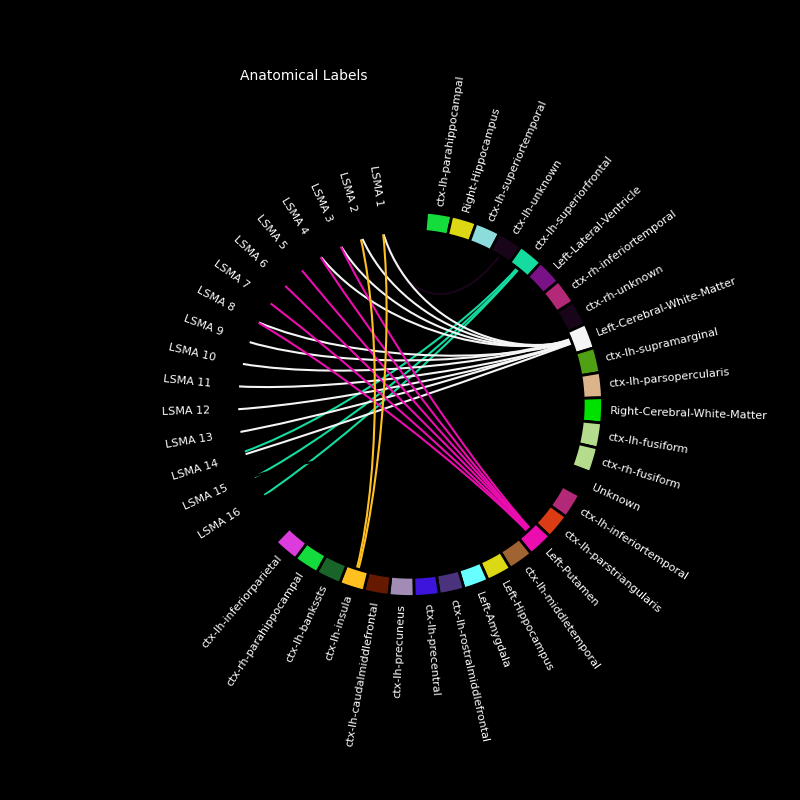 Anatomical Labels
ctx-lh-parahippocampal
Right-Hippocampus
ctx-lh-superiortemporal
ctx-lh-unknown
ctx-lh-superiorfrontal
Left-Lateral-Ventricle
ctx-rh-inferiortemporal
ctx-rh-unknown
Left-Cerebral-White-Matter
ctx-lh-supramarginal
ctx-lh-parsopercularis
Right-Cerebral-White-Matter
ctx-lh-fusiform
ctx-rh-fusiform
Unknown
ctx-lh-inferiortemporal
ctx-lh-parstriangularis
Left-Putamen
ctx-lh-middletemporal
Left-Hippocampus
Left-Amygdala
ctx-lh-rostralmiddlefrontal
ctx-lh-precentral
ctx-lh-precuneus
ctx-lh-caudalmiddlefrontal
ctx-lh-insula
ctx-lh-bankssts
ctx-rh-parahippocampal
ctx-lh-inferiorparietal
LSMA 16
LSMA 15
LSMA 14
LSMA 13
LSMA 12
LSMA 11
LSMA 10
LSMA 9
LSMA 8
LSMA 7
LSMA 6
LSMA 5
LSMA 4
LSMA 3
LSMA 2
LSMA 1